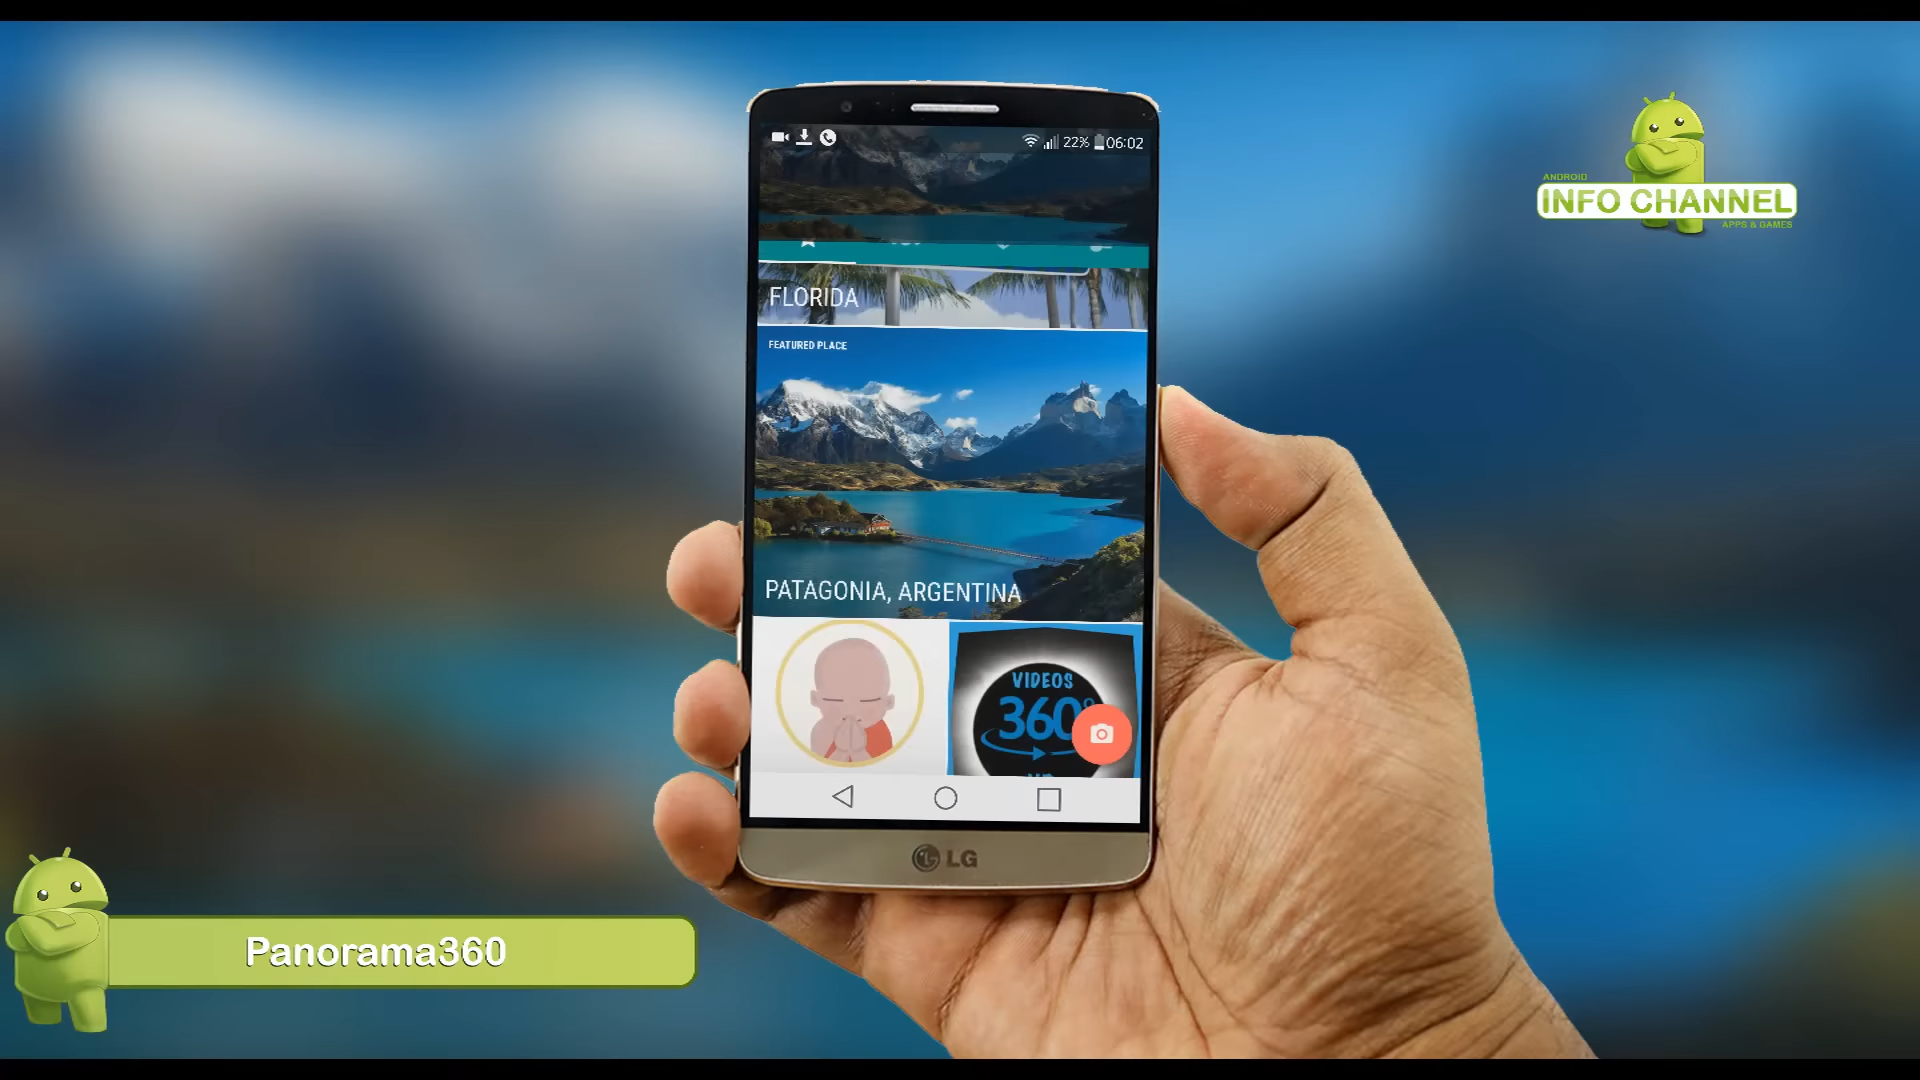 22% 06:02
ANDROID
INFO CHANNEL
APPS & GAMES
FLORIDA
FEATURED PLACE
PATAGONIA, ARGENTINA
VIDEOS
360°
LG
Panorama360